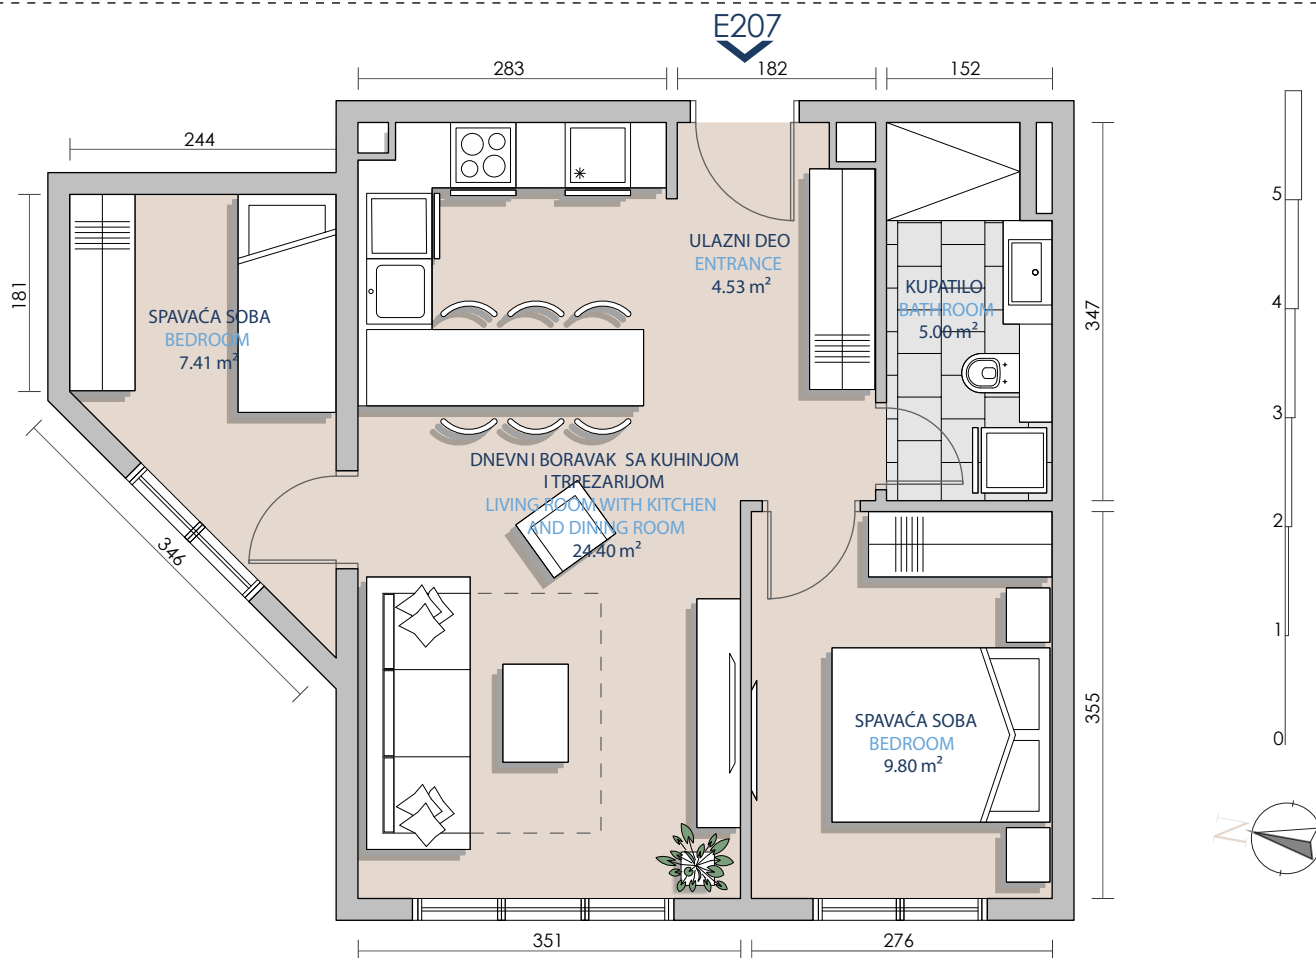 E207
283
182
152
244
181
346
SPAVAĆA SOBA
BEDROOM
7.41 m²
ULAZNI DEO
ENTRANCE
4.53 m²
KUPATILO
BATHROOM
5.00 m²
347
DNEVNI BORAVAK SA KUHINJOM
I TRPEZARIJOM
LIVING ROOM WITH KITCHEN
AND DINING ROOM
24.40 m²
SPAVAĆA SOBA
BEDROOM
9.80 m²
355
351
276
5
4
3
2
1
0
N